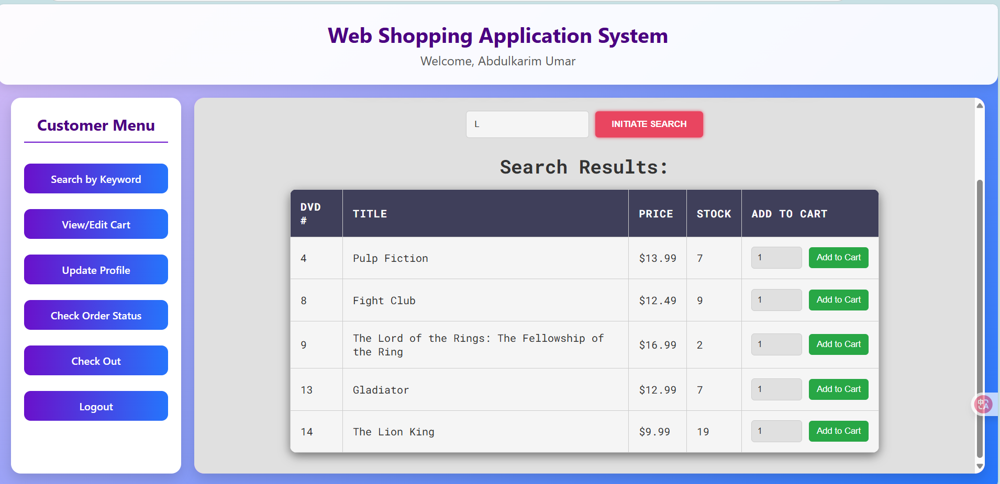 Web Shopping Application System
Welcome, Abdulkarim Umar
Customer Menu
Search by Keyword
View/Edit Cart
Update Profile
Check Order Status
Check Out
Logout
L INITIATE SEARCH
Search Results:
DVD # TITLE PRICE STOCK ADD TO CART
4 Pulp Fiction $13.99 7 1 Add to Cart
8 Fight Club $12.49 9 1 Add to Cart
9 The Lord of the Rings: The Fellowship of
the Ring $16.99 2 1 Add to Cart
13 Gladiator $12.99 7 1 Add to Cart
14 The Lion King $9.99 19 1 Add to Cart
中 A